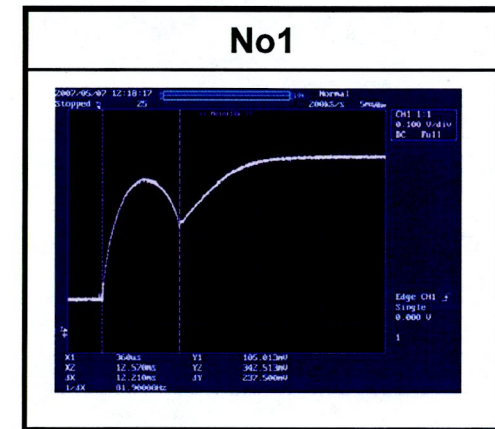 No1
2007/05/07 12:18:17 Normal
Stopped 25 200kS/s 5ms/div
CH1 1:1
0.100 V/div
DC Full
Edge CH1
Single
0.000 V
1
X1 360us Y1 105.013mV
X2 12.570ms Y2 342.513mV
ΔX 12.210ms ΔY 237.500mV
1/ΔX 81.9000Hz